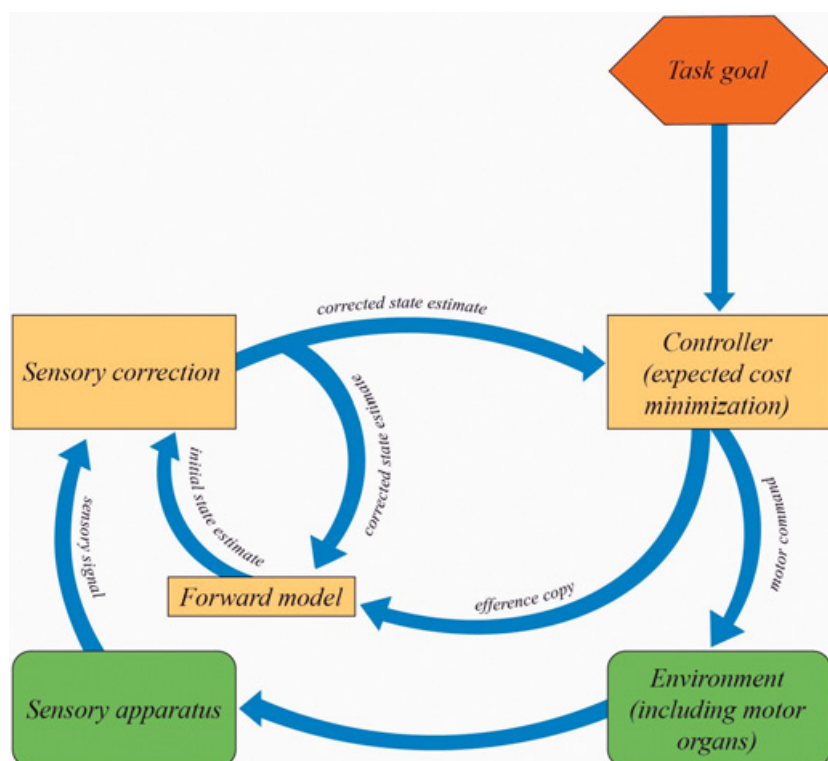 Task goal
corrected state estimate
Sensory correction
Controller
(expected cost
minimization)
corrected state estimate
initial state estimate
motor command
sensory signal
Forward model
efference copy
Sensory apparatus
Environment
(including motor
organs)